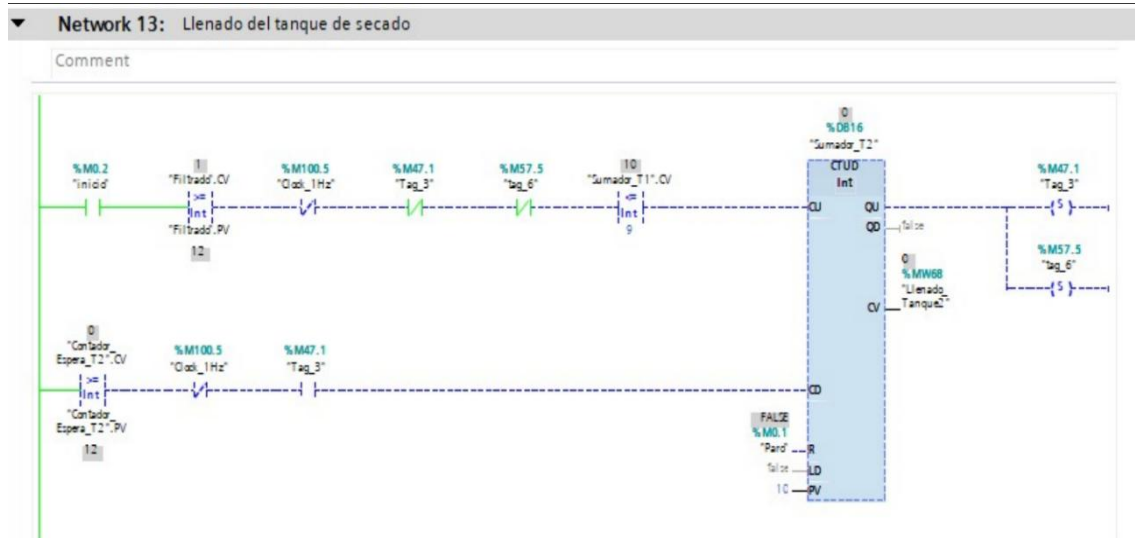 Network 13: Llenado del tanque de secado
Comment
0
%DB16
"Sumador_T2"
CTUD
Int
%M0.2
"inicio"
1
"Filtrado".CV
>=
Int
"Filtrado".PV
12
%M100.5
"Clock_1Hz"
%M47.1
"Tag_3"
%M57.5
"tag_6"
10
"Sumador_T1".CV
<=
Int
9
CU
QU
QD
false
0
%MW68
"Llenado_
Tanque2"
CV
%M47.1
"Tag_3"
S
%M57.5
"tag_6"
S
0
"Contador_
Espera_T2".CV
>=
Int
"Contador_
Espera_T2".PV
12
%M100.5
"Clock_1Hz"
%M47.1
"Tag_3"
CD
FALSE
%M0.1
"Paro"
R
false
LD
10
PV